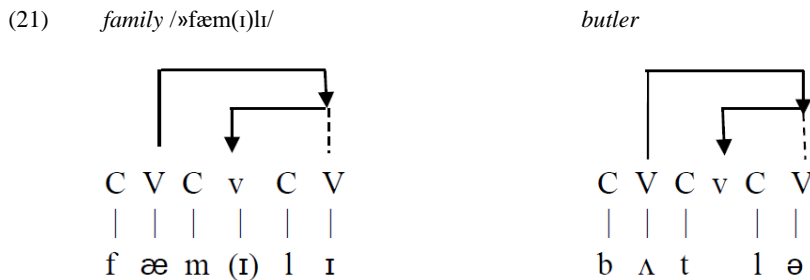 (21) family /»fæm(ɪ)lɪ/ butler
C V C v C V C V C v C V
f æ m (ɪ) l ɪ b ʌ t l ə